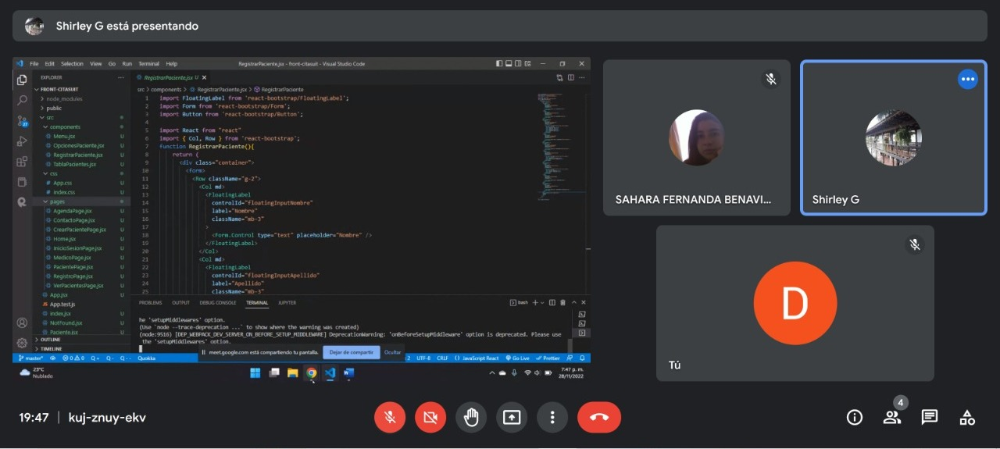 Shirley G está presentando
File Edit Selection View Go Run Terminal Help
RegistrarPaciente.jsx - front-citasuit - Visual Studio Code
EXPLORER
FRONT-CITASUIT
node_modules
public
src
components
Menu.jsx U
OpcionesPaciente.jsx U
RegistrarPaciente.jsx U
TablaPacientes.jsx U
css
App.css U
index.css U
pages
AgendaPage.jsx U
ContactoPage.jsx U
CrearPacientePage.jsx U
Home.jsx U
InicioSesionPage.jsx U
MedicoPage.jsx U
PacientePage.jsx U
RegistroPage.jsx U
VerPacientesPage.jsx U
App.jsx U
App.test.js
index.jsx U
NotFound.jsx U
Paciente.jsx U
OUTLINE
TIMELINE
RegistrarPaciente.jsx U
src > components > RegistrarPaciente.jsx > RegistrarPaciente
1 import FloatingLabel from 'react-bootstrap/FloatingLabel';
2 import Form from 'react-bootstrap/Form';
3 import Button from 'react-bootstrap/Button';
4
5 import React from "react"
6 import { Col, Row } from 'react-bootstrap';
7 function RegistrarPaciente(){
8 return (
9 <div class="container">
10 <form>
11 <Row className="g-2">
12 <Col md>
13 <FloatingLabel
14 controlId="floatingInputNombre"
15 label="Nombre"
16 className="mb-3"
17 >
18 <Form.Control type="text" placeholder="Nombre" />
19 </FloatingLabel>
20 </Col>
21 <Col md>
22 <FloatingLabel
23 controlId="floatingInputApellido"
24 label="Apellido"
25 className="mb-3"
PROBLEMS OUTPUT DEBUG CONSOLE TERMINAL JUPYTER
bash
he 'setupMiddlewares' option.
(Use `node --trace-deprecation ...` to show where the warning was created)
(node:9516) [DEP_WEBPACK_DEV_SERVER_ON_BEFORE_SETUP_MIDDLEWARE] DeprecationWarning: 'onBeforeSetupMiddleware' option is deprecated. Please use
the 'setupMiddlewares' option.
meet.google.com está compartiendo tu pantalla. Dejar de compartir Ocultar
master* 0 0 Q+ Q- Q-- Quokka 2 UTF-8 CRLF JavaScript React Go Live Prettier
23°C
Nublado
7:47 p. m.
28/11/2022
SAHARA FERNANDA BENAVI...
Shirley G
D
Tú
19:47 | kuj-znuy-ekv
4